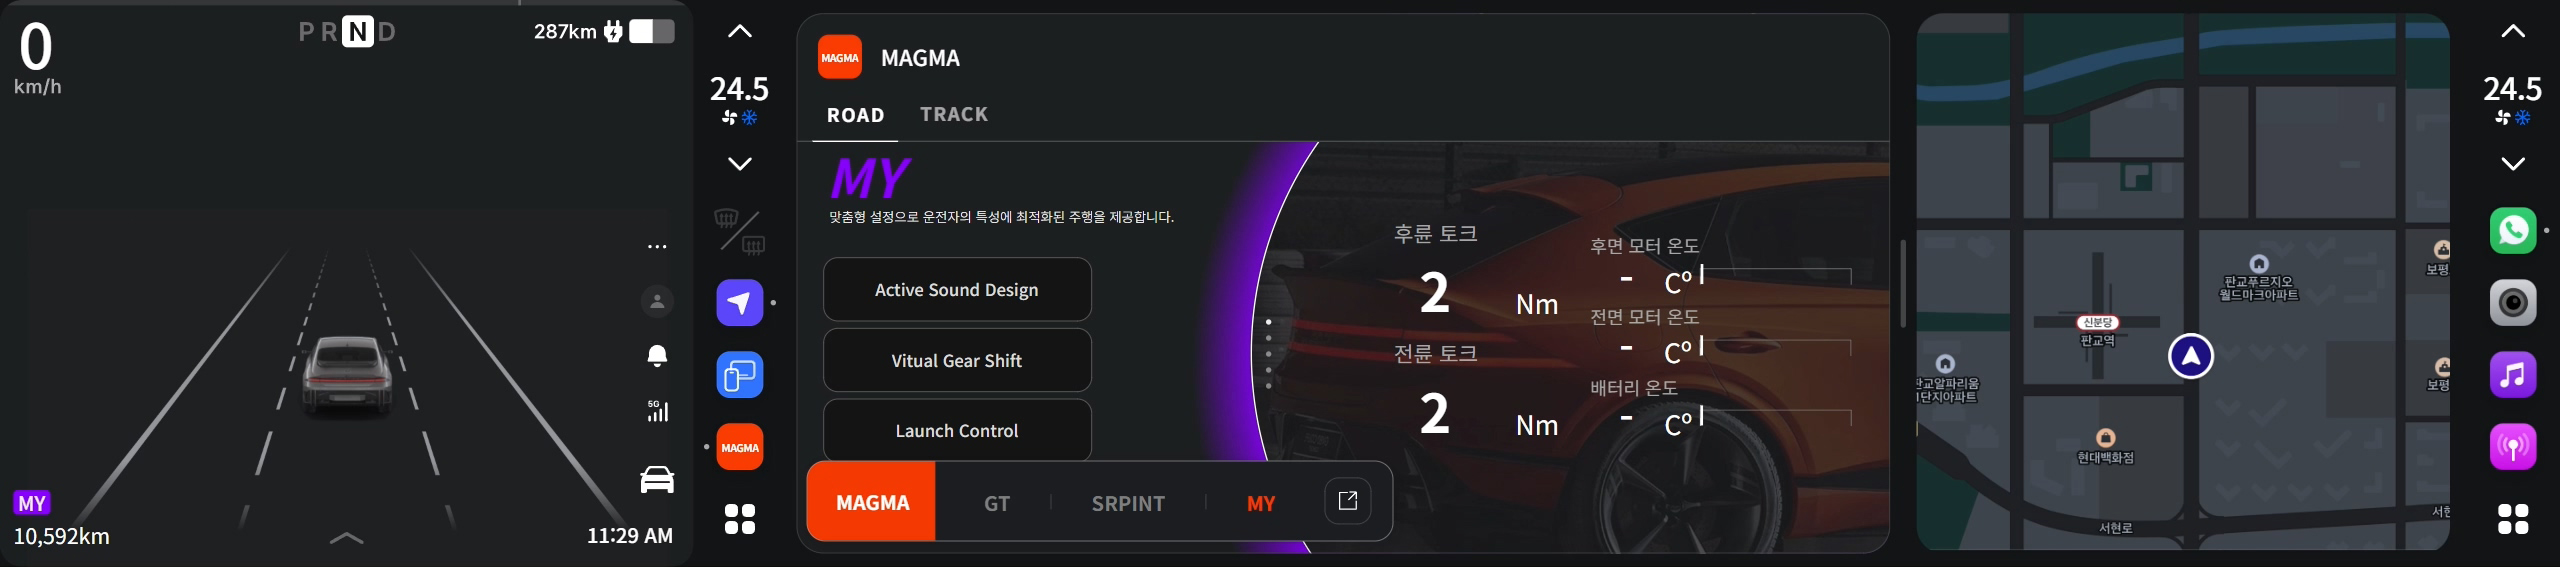 0
km/h
P R N D
287km
5G
MY
10,592km
11:29 AM
24.5
MAGMA
MAGMA
MAGMA
ROAD
TRACK
MY
맞춤형 설정으로 운전자의 특성에 최적화된 주행을 제공합니다.
Active Sound Design
Vitual Gear Shift
Launch Control
후륜 토크
2
Nm
전륜 토크
2
Nm
후면 모터 온도
- Cº
전면 모터 온도
- Cº
배터리 온도
- Cº
MAGMA
GT
SRPINT
MY
판교푸르지오
월드마크아파트
보평
신분당
판교역
판교알파리움
1단지아파트
보평
현대백화점
서현로
서현
24.5